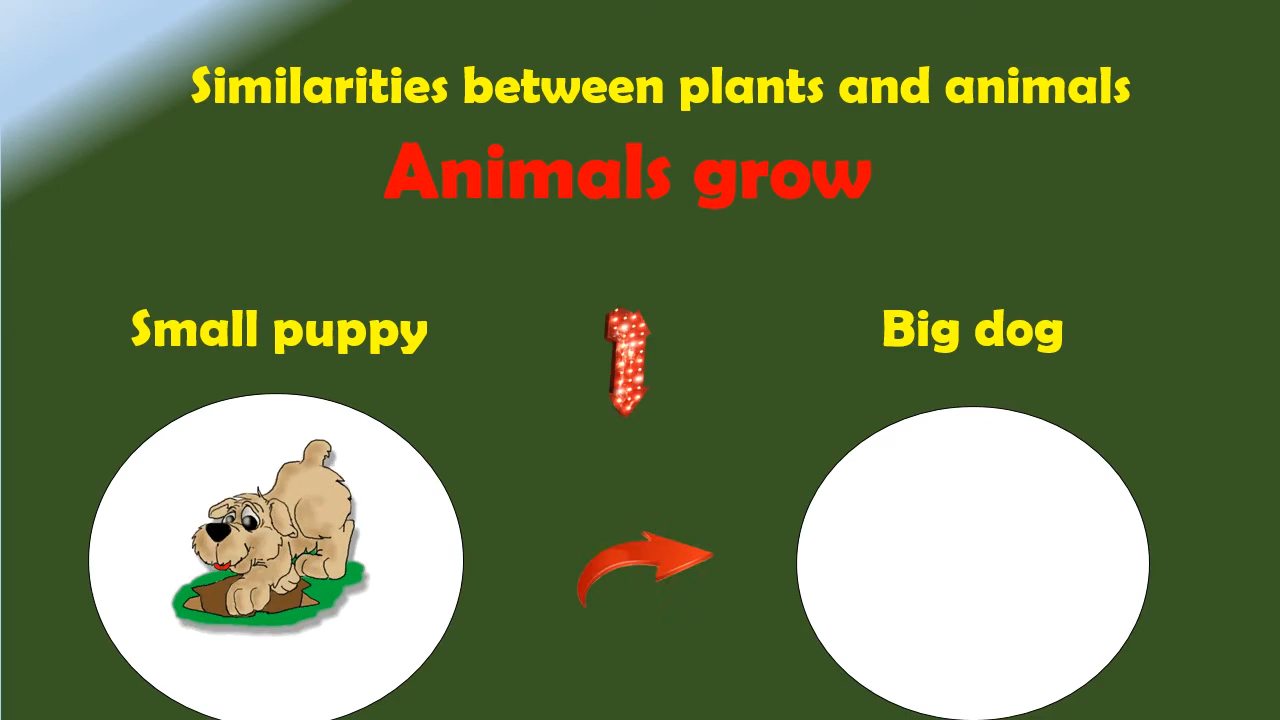 Similarities between plants and animals
Animals grow
Small puppy
Big dog